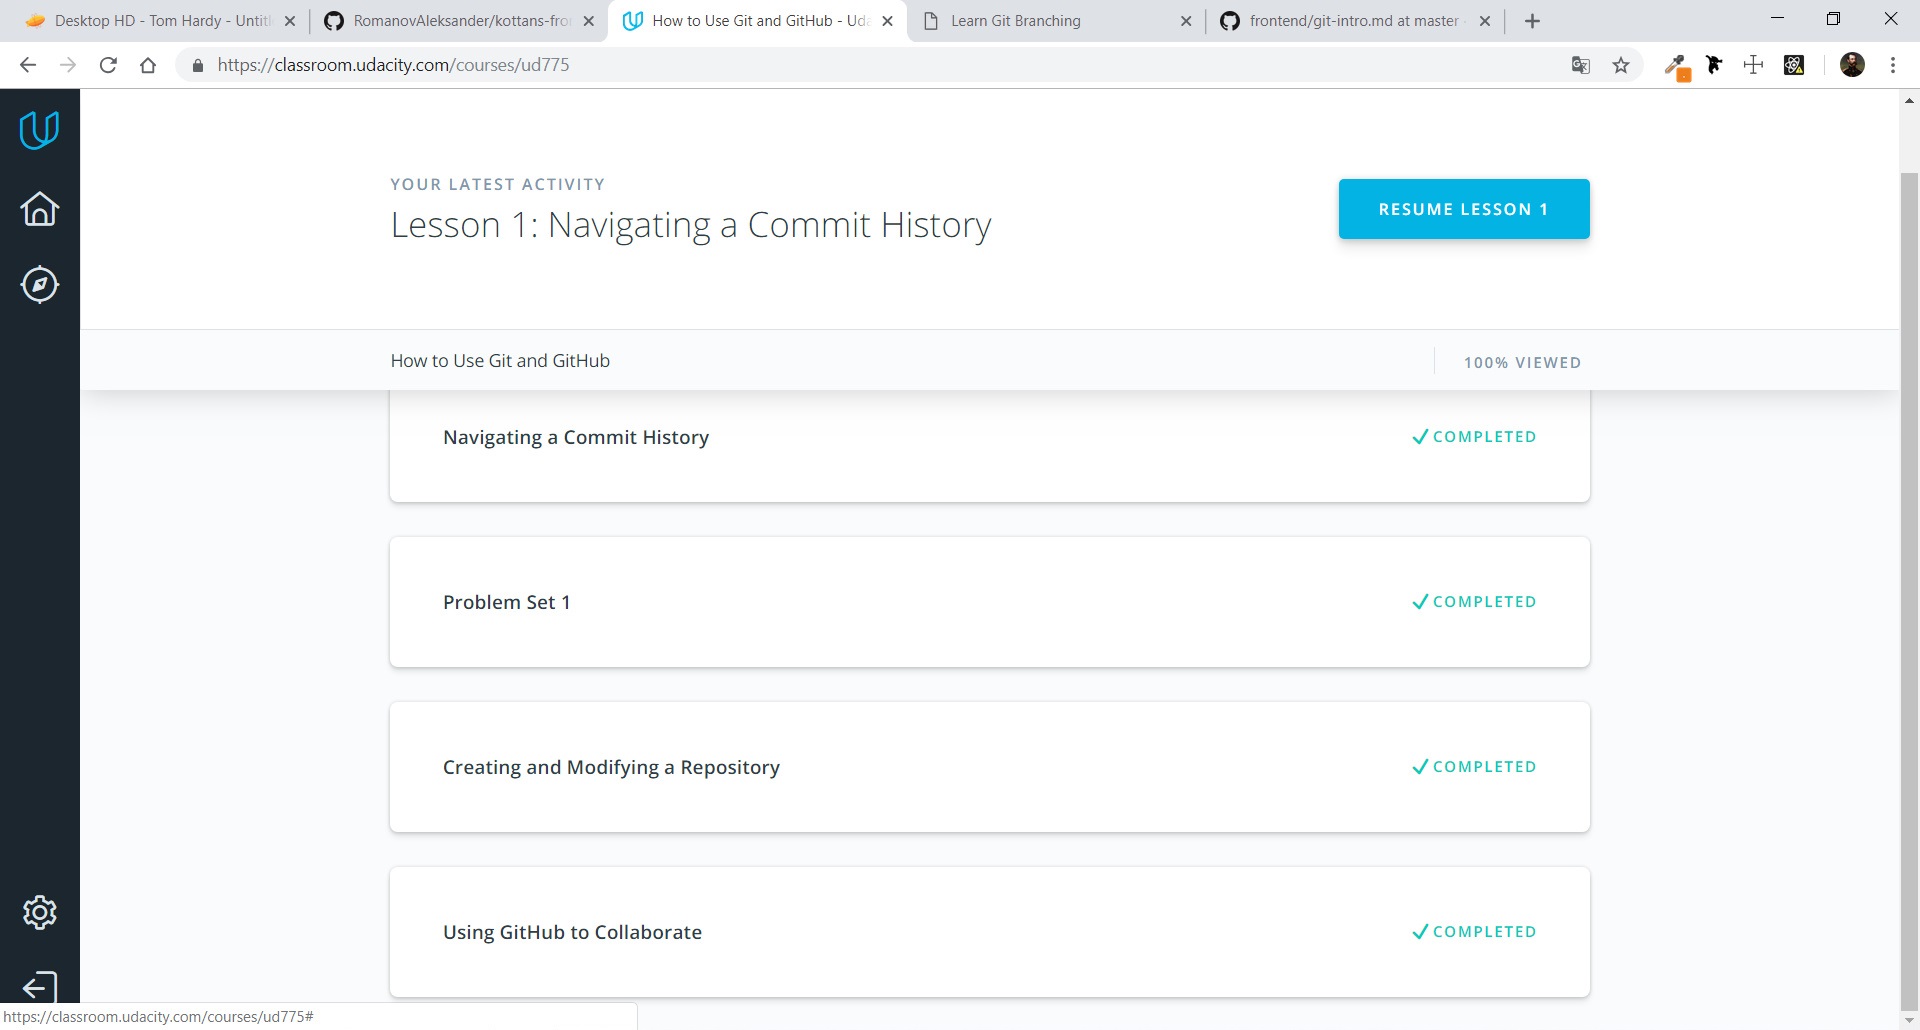 Desktop HD - Tom Hardy - Untitl
RomanovAleksander/kottans-fron
How to Use Git and GitHub - Uda
Learn Git Branching
frontend/git-intro.md at master
https://classroom.udacity.com/courses/ud775
YOUR LATEST ACTIVITY
Lesson 1: Navigating a Commit History
RESUME LESSON 1
How to Use Git and GitHub
100% VIEWED
Navigating a Commit History
COMPLETED
Problem Set 1
COMPLETED
Creating and Modifying a Repository
COMPLETED
Using GitHub to Collaborate
COMPLETED
https://classroom.udacity.com/courses/ud775#